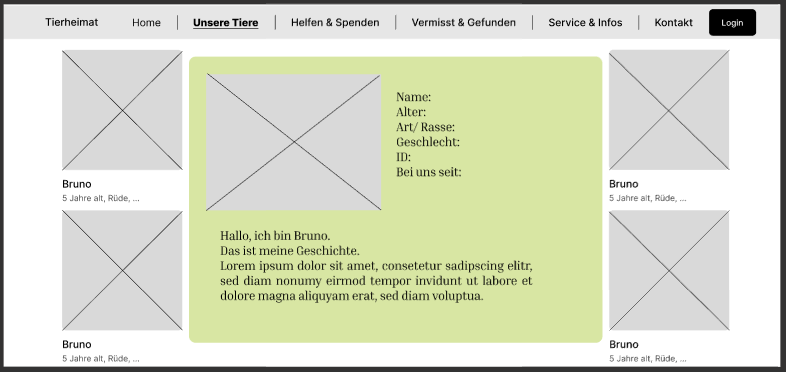 Tierheimat
Home
Unsere Tiere
Helfen & Spenden
Vermisst & Gefunden
Service & Infos
Kontakt
Login
Bruno
5 Jahre alt, Rüde, ...
Bruno
5 Jahre alt, Rüde, ...
Name:
Alter:
Art/ Rasse:
Geschlecht:
ID:
Bei uns seit:
Hallo, ich bin Bruno.
Das ist meine Geschichte.
Lorem ipsum dolor sit amet, consetetur sadipscing elitr,
sed diam nonumy eirmod tempor invidunt ut labore et
dolore magna aliquyam erat, sed diam voluptua.
Bruno
5 Jahre alt, Rüde, ...
Bruno
5 Jahre alt, Rüde, ...